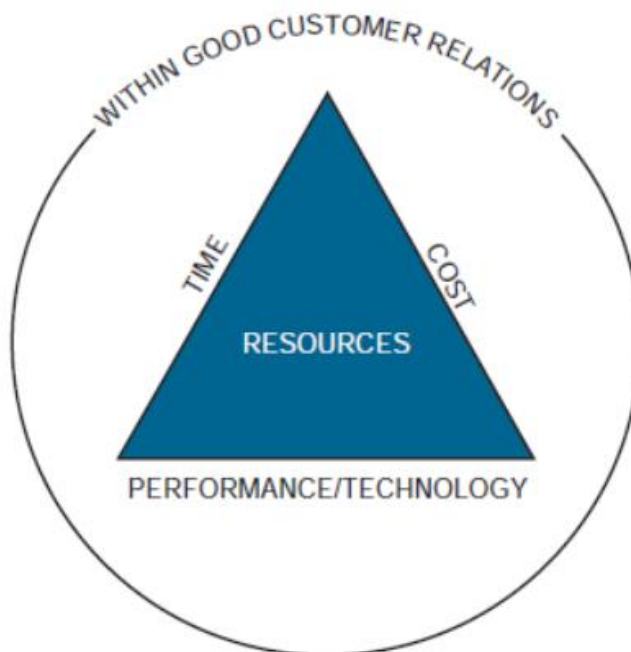 WITHIN GOOD CUSTOMER RELATIONS
TIME
COST
RESOURCES
PERFORMANCE/TECHNOLOGY